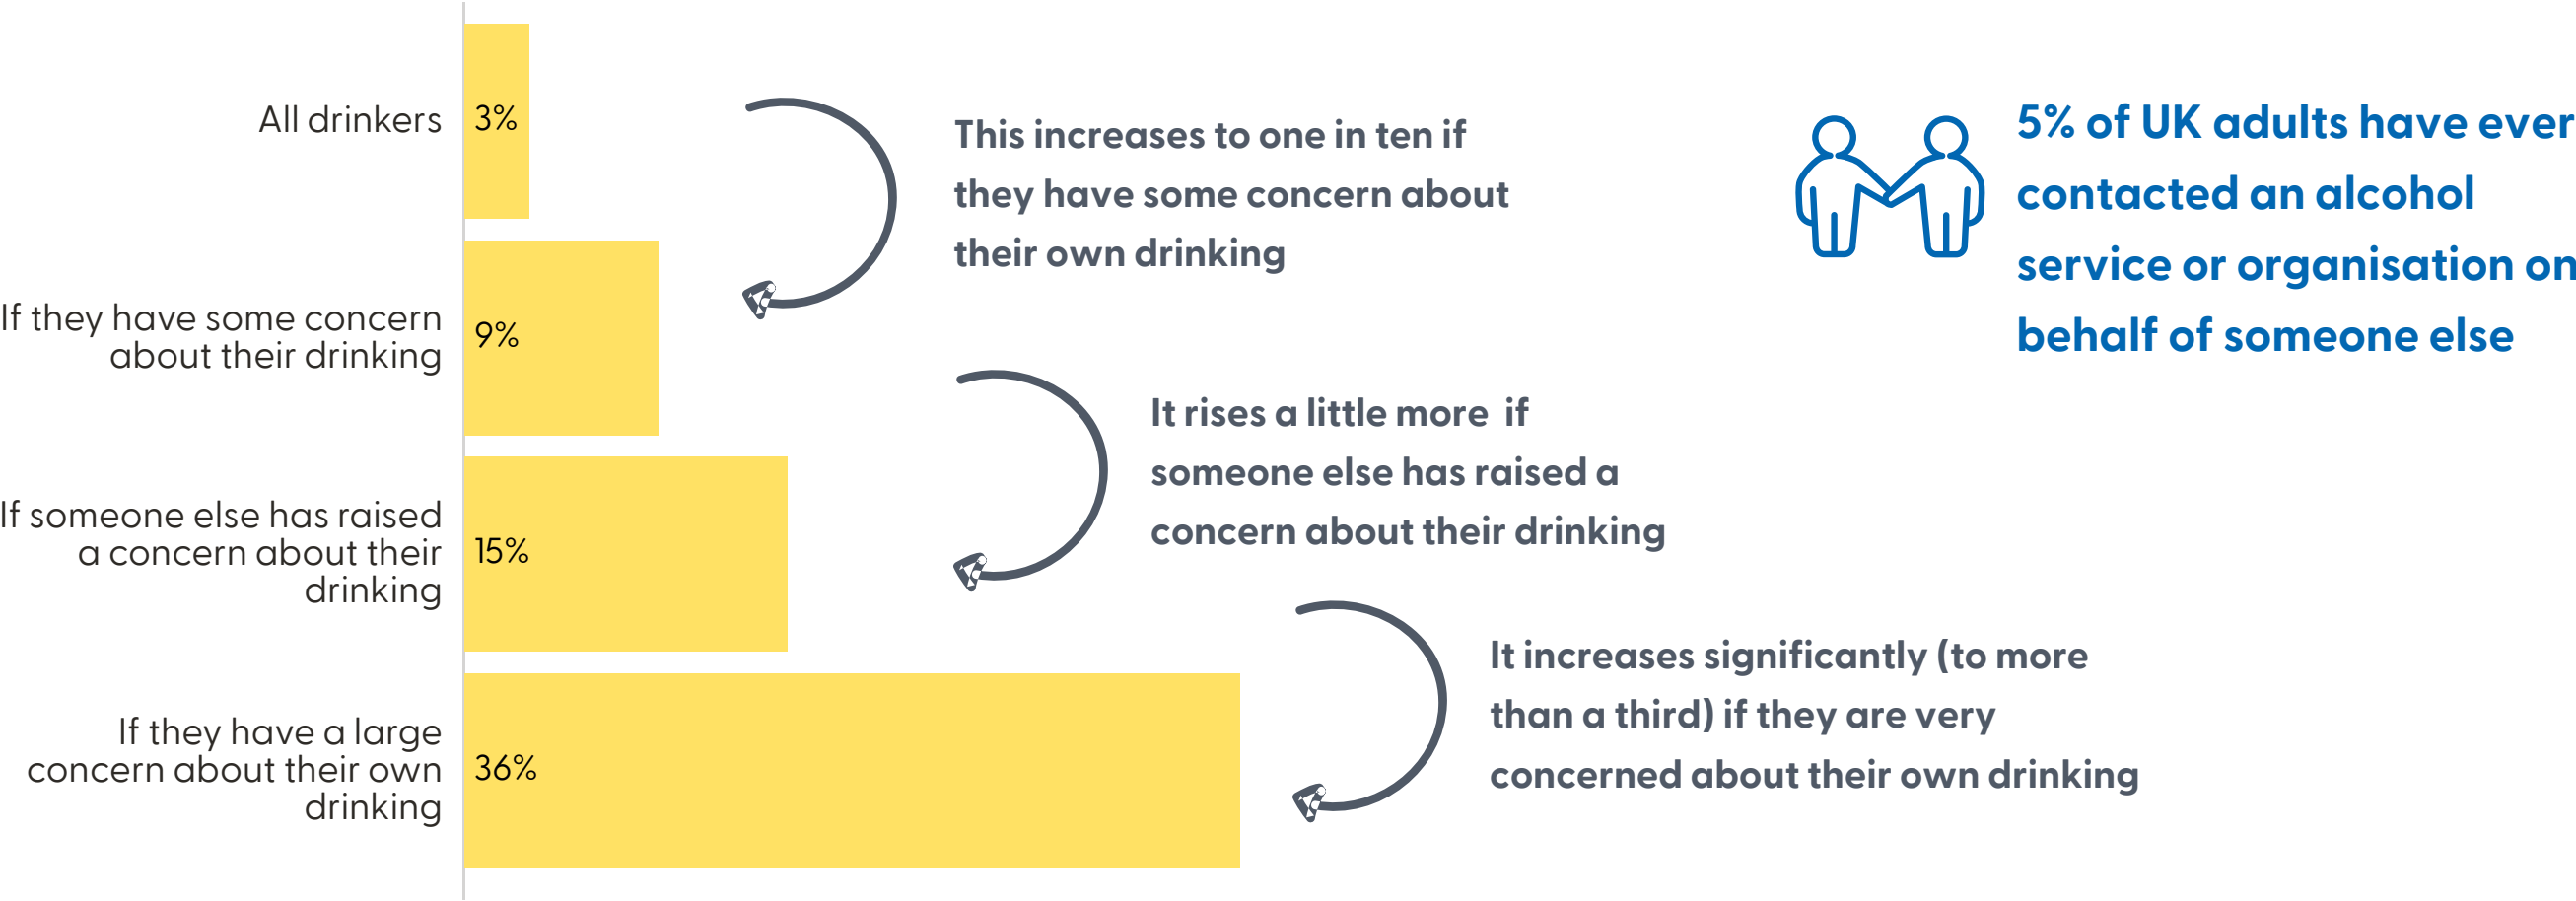 All drinkers
3%
This increases to one in ten if
they have some concern about
their own drinking
5% of UK adults have ever
contacted an alcohol
service or organisation on
behalf of someone else
If they have some concern
about their drinking
9%
It rises a little more  if
someone else has raised a
concern about their drinking
If someone else has raised
a concern about their
drinking
15%
It increases significantly (to more
than a third) if they are very
concerned about their own drinking
If they have a large
concern about their own
drinking
36%